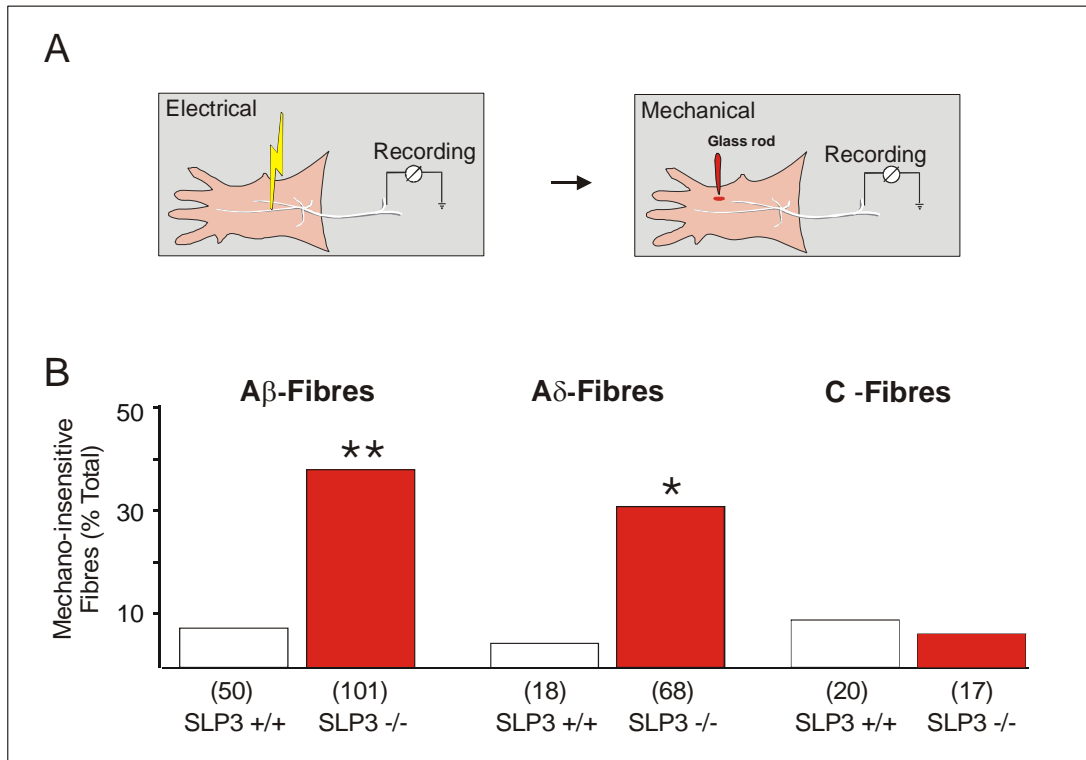 A
Electrical
Recording
Mechanical
Glass rod
Recording
B
Aβ-Fibres
Aδ-Fibres
C -Fibres
Mechano-insensitive
Fibres (% Total)
50
30
10
**
*
(50)
(101)
(18)
(68)
(20)
(17)
SLP3 +/+
SLP3 -/-
SLP3 +/+
SLP3 -/-
SLP3 +/+
SLP3 -/-